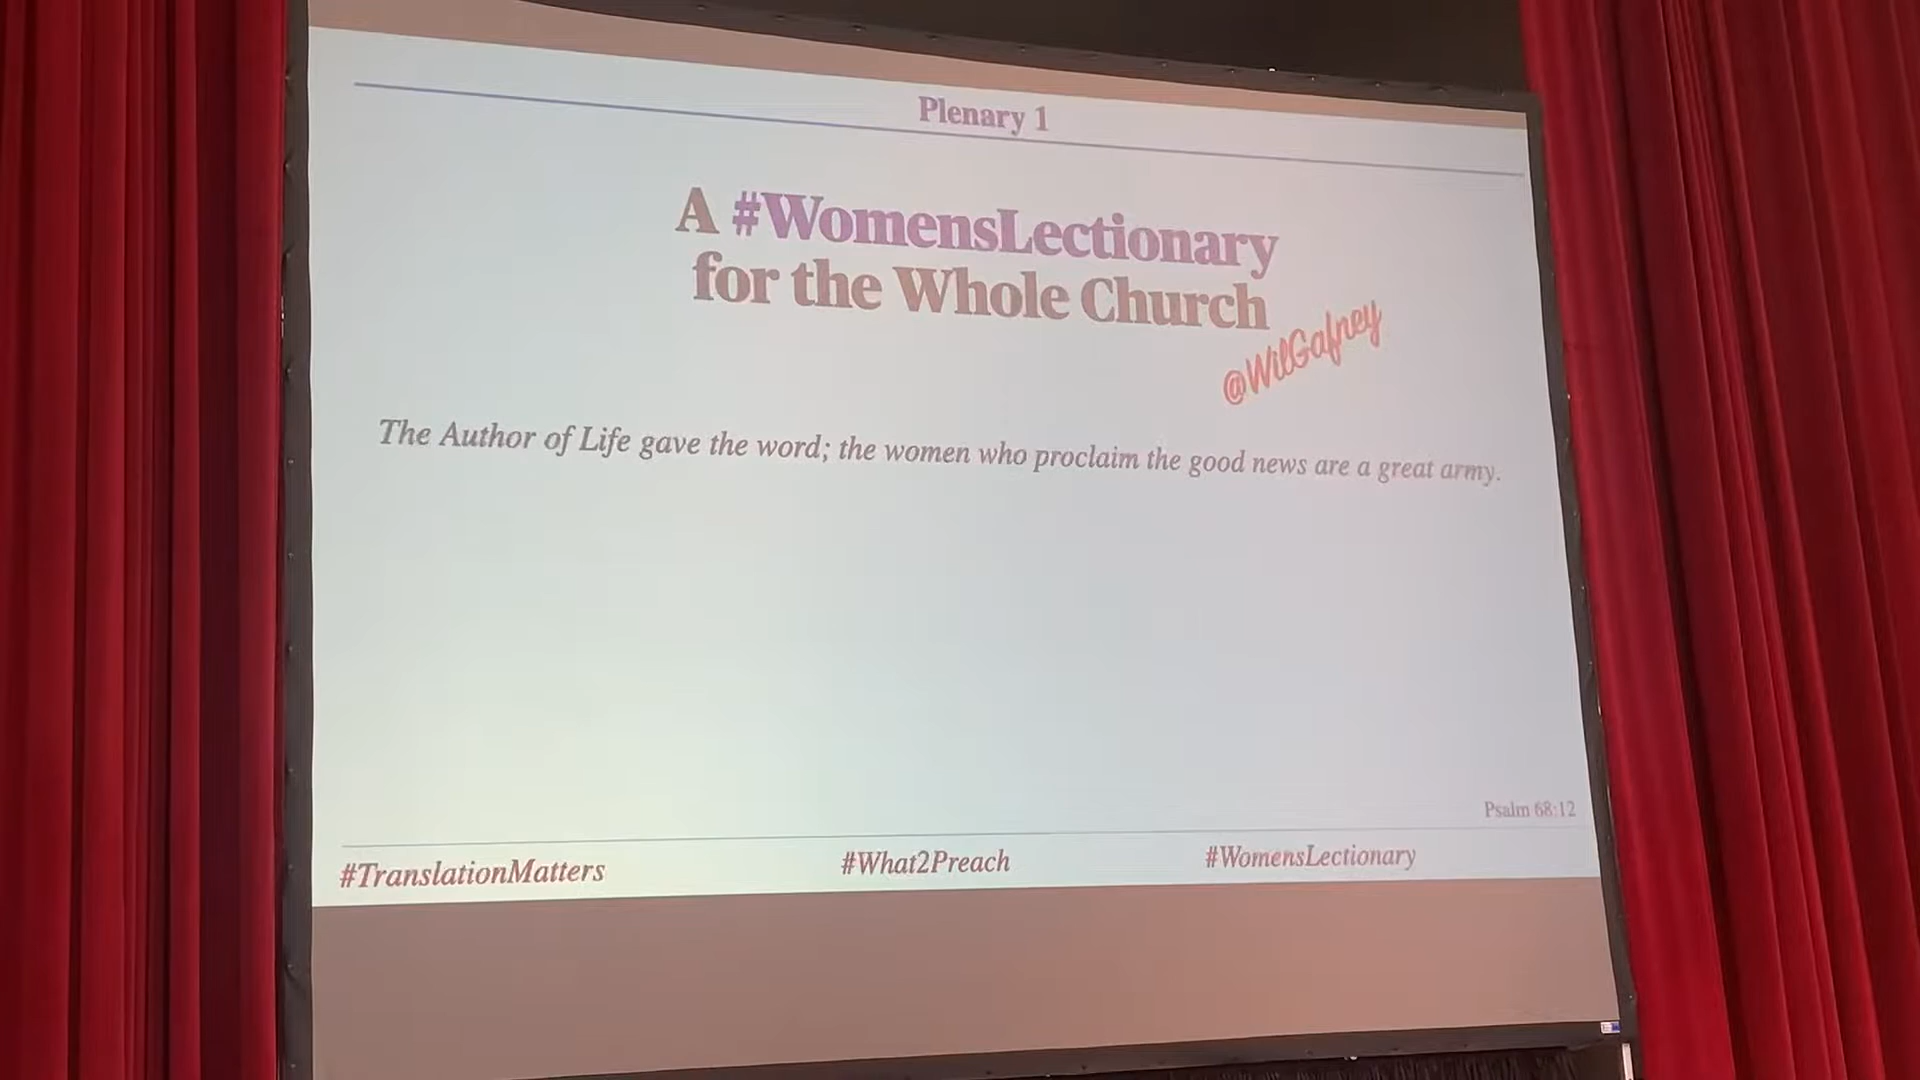 Plenary 1
A #WomensLectionary
for the Whole Church
@WilGafney
The Author of Life gave the word; the women who proclaim the good news are a great army.
Psalm 68:12
#TranslationMatters #What2Preach #WomensLectionary